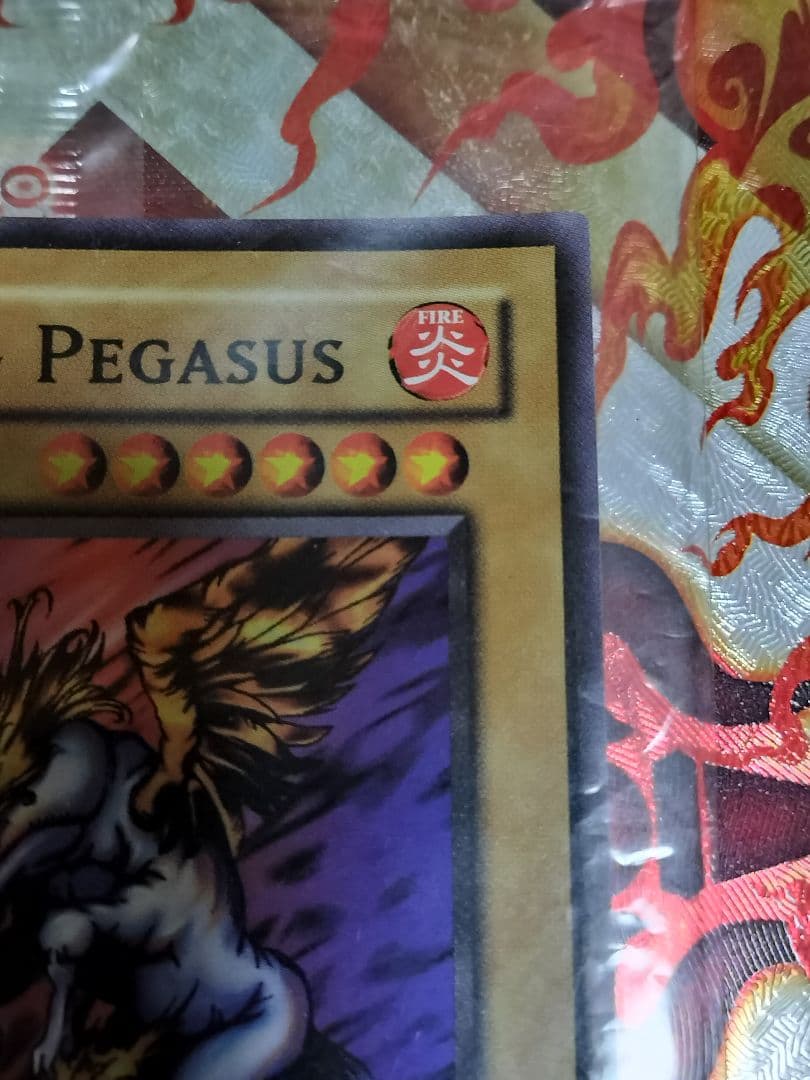 PEGASUS
FIRE
炎